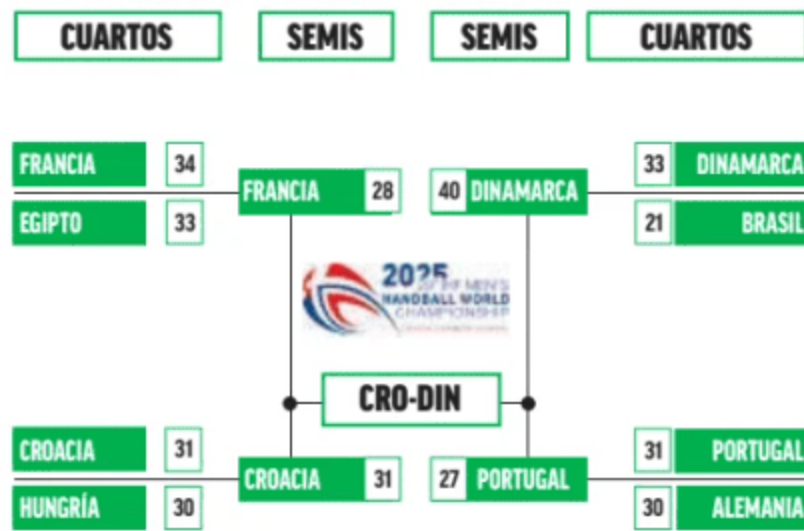 CUARTOS
SEMIS
SEMIS
CUARTOS
FRANCIA 34
EGIPTO 33
FRANCIA 28
40 DINAMARCA
33 DINAMARCA
21 BRASIL
2025
HANDBALL WORLD
CHAMPIONSHIP
CRO-DIN
CROACIA 31
HUNGRÍA 30
CROACIA 31
27 PORTUGAL
31 PORTUGAL
30 ALEMANIA